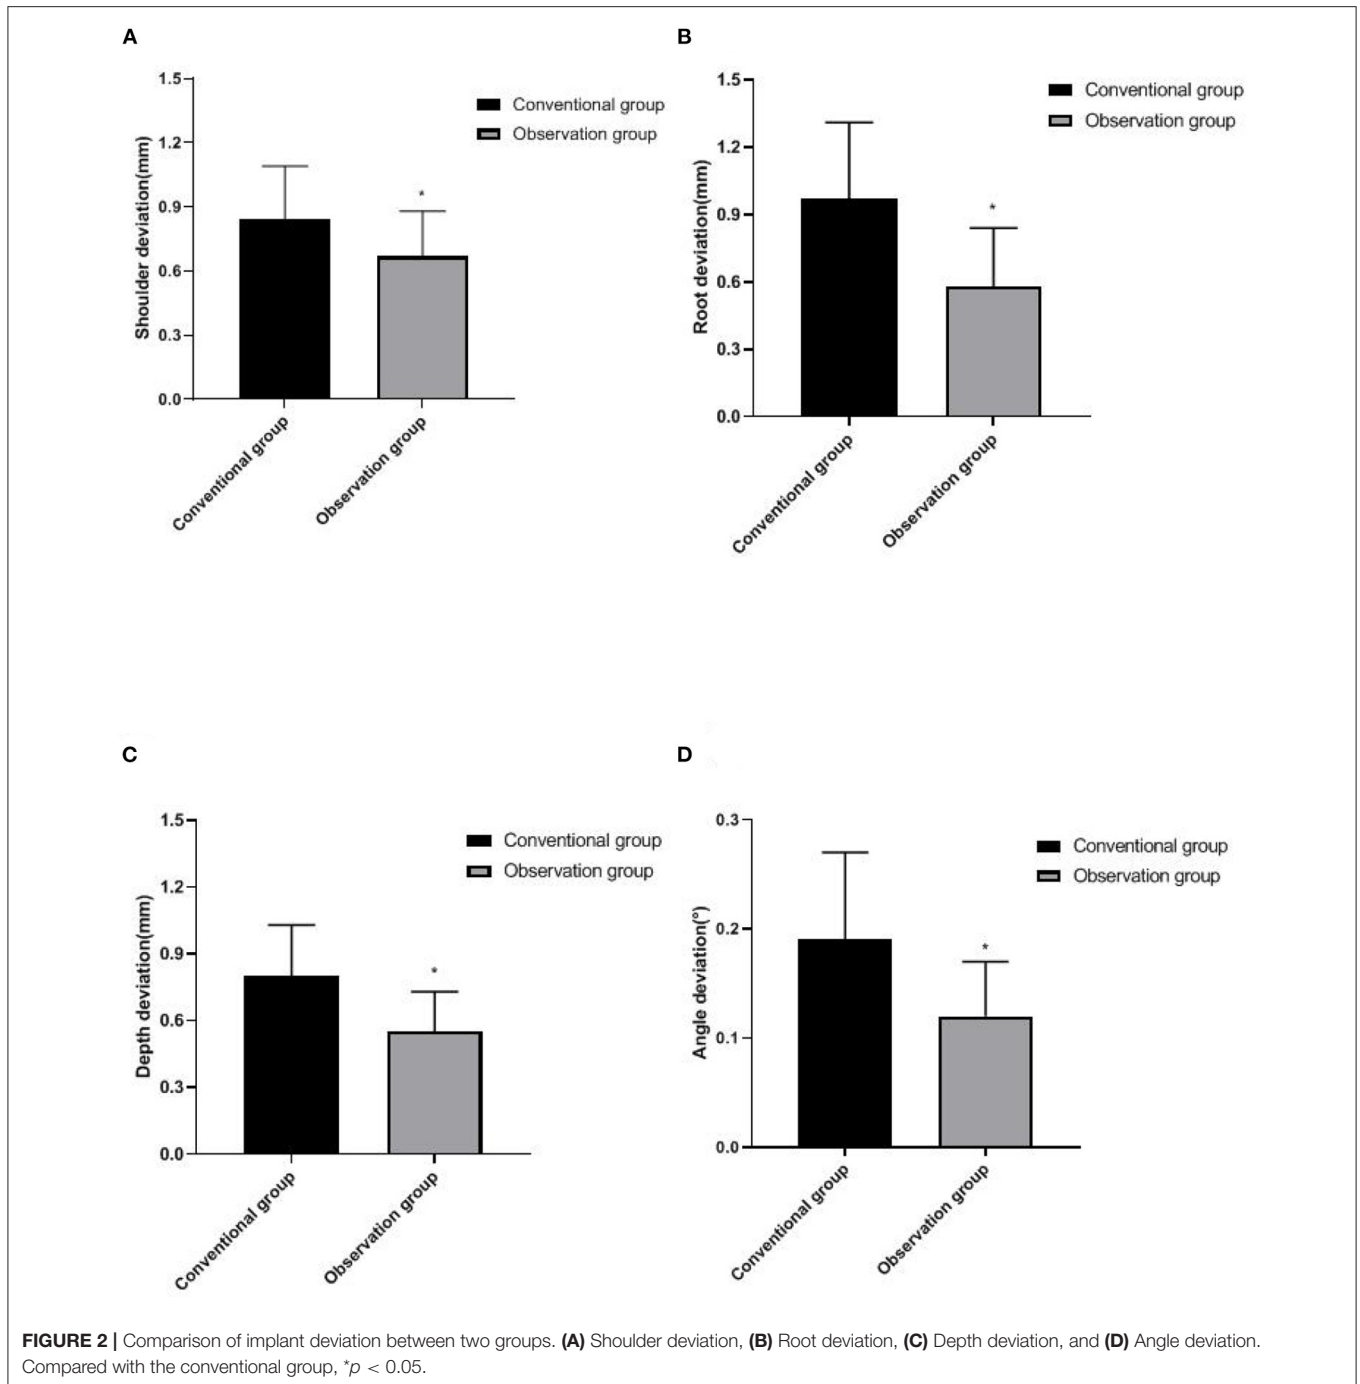 A
Shoulder deviation(mm)
1.5
1.2
0.9
0.6
0.3
0.0
*
Conventional group
Observation group
Conventional group
Observation group
B
Root deviation(mm)
1.5
1.2
0.9
0.6
0.3
0.0
*
Conventional group
Observation group
Conventional group
Observation group
C
Depth deviation(mm)
1.5
1.2
0.9
0.6
0.3
0.0
*
Conventional group
Observation group
Conventional group
Observation group
D
Angle deviation(°)
0.3
0.2
0.1
0.0
*
Conventional group
Observation group
Conventional group
Observation group
FIGURE 2 | Comparison of implant deviation between two groups. (A) Shoulder deviation, (B) Root deviation, (C) Depth deviation, and (D) Angle deviation.
Compared with the conventional group, *p < 0.05.